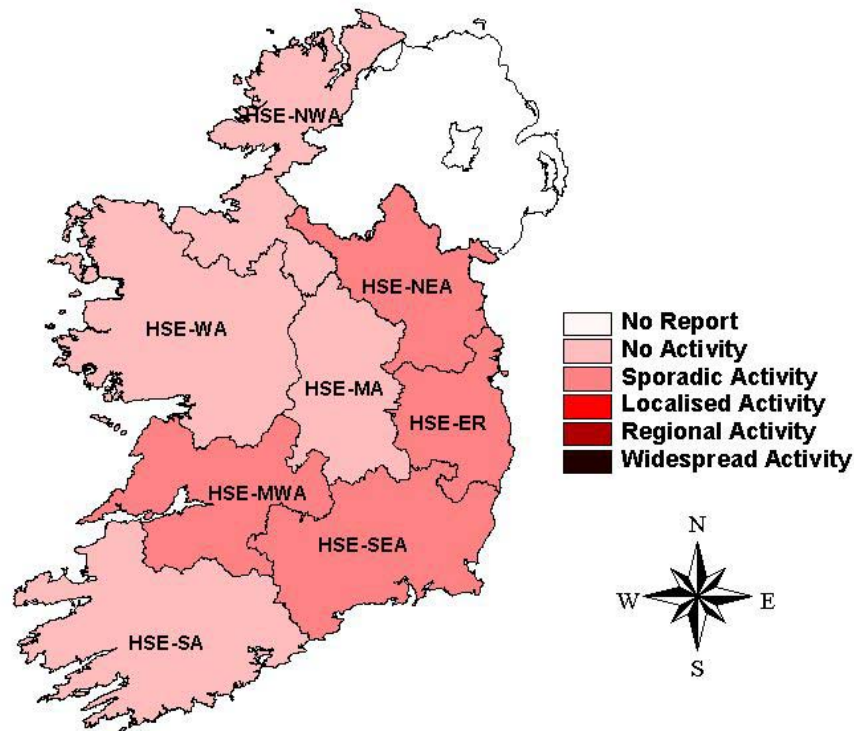 HSE-NWA
HSE-NEA
HSE-WA
HSE-MA
HSE-ER
HSE-MWA
HSE-SEA
HSE-SA
No Report
No Activity
Sporadic Activity
Localised Activity
Regional Activity
Widespread Activity
N
W E
S